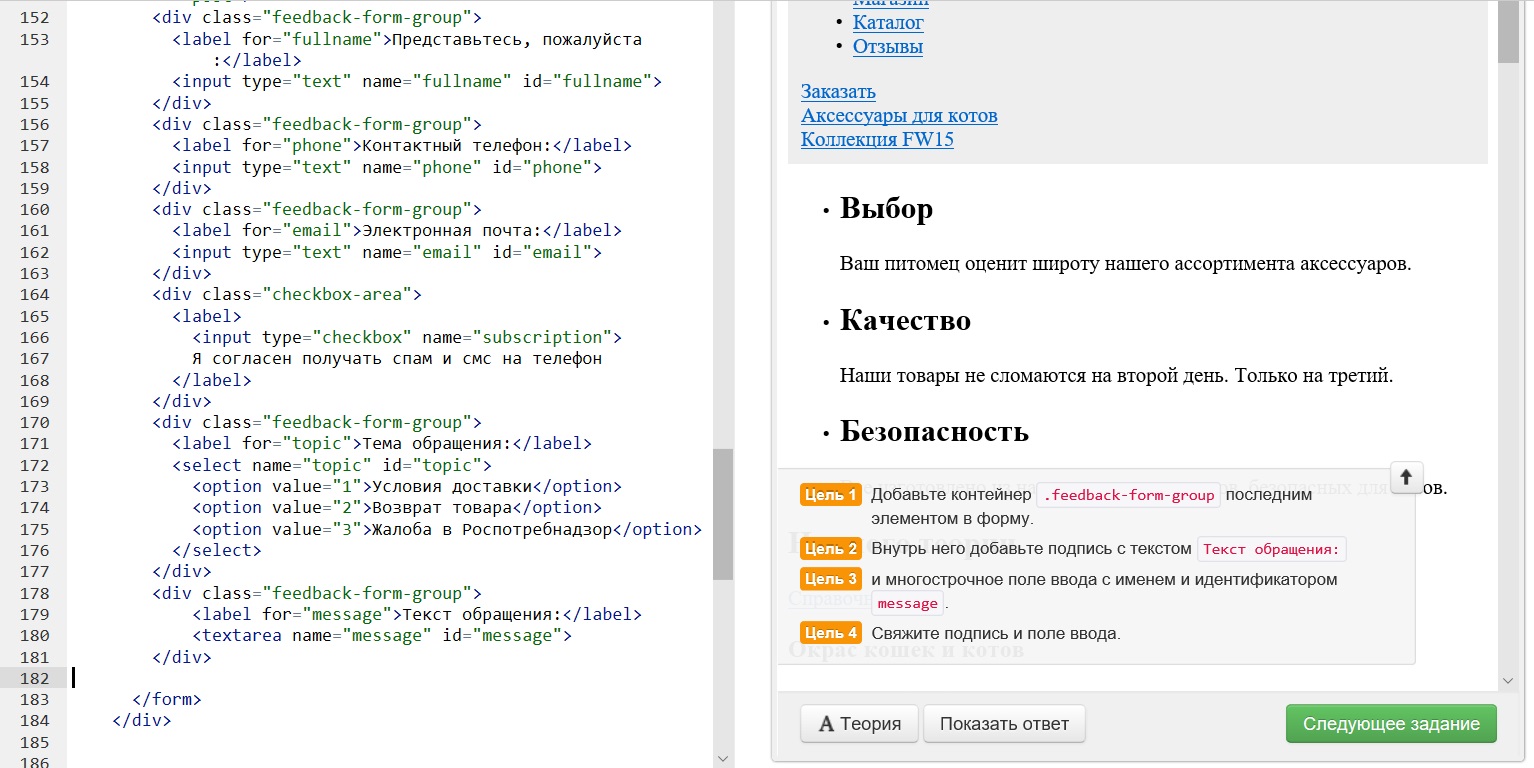 152 <div class="feedback-form-group">
153 <label for="fullname">Представьтесь, пожалуйста
:</label>
154 <input type="text" name="fullname" id="fullname">
155 </div>
156 <div class="feedback-form-group">
157 <label for="phone">Контактный телефон:</label>
158 <input type="text" name="phone" id="phone">
159 </div>
160 <div class="feedback-form-group">
161 <label for="email">Электронная почта:</label>
162 <input type="text" name="email" id="email">
163 </div>
164 <div class="checkbox-area">
165 <label>
166 <input type="checkbox" name="subscription">
167 Я согласен получать спам и смс на телефон
168 </label>
169 </div>
170 <div class="feedback-form-group">
171 <label for="topic">Тема обращения:</label>
172 <select name="topic" id="topic">
173 <option value="1">Условия доставки</option>
174 <option value="2">Возврат товара</option>
175 <option value="3">Жалоба в Роспотребнадзор</option>
176 </select>
177 </div>
178 <div class="feedback-form-group">
179 <label for="message">Текст обращения:</label>
180 <textarea name="message" id="message">
181 </div>
182
183 </form>
184 </div>
185
186
Магазин
• Каталог
• Отзывы
Заказать
Аксессуары для котов
Коллекция FW15
• Выбор
Ваш питомец оценит широту нашего ассортимента аксессуаров.
• Качество
Наши товары не сломаются на второй день. Только на третий.
• Безопасность
Цель 1 Добавьте контейнер .feedback-form-group последним
элементом в форму.
Цель 2 Внутрь него добавьте подпись с текстом Текст обращения:
Цель 3 и многострочное поле ввода с именем и идентификатором
message .
Цель 4 Свяжите подпись и поле ввода.
Окрас кошек и котов
A Теория
Показать ответ
Следующее задание